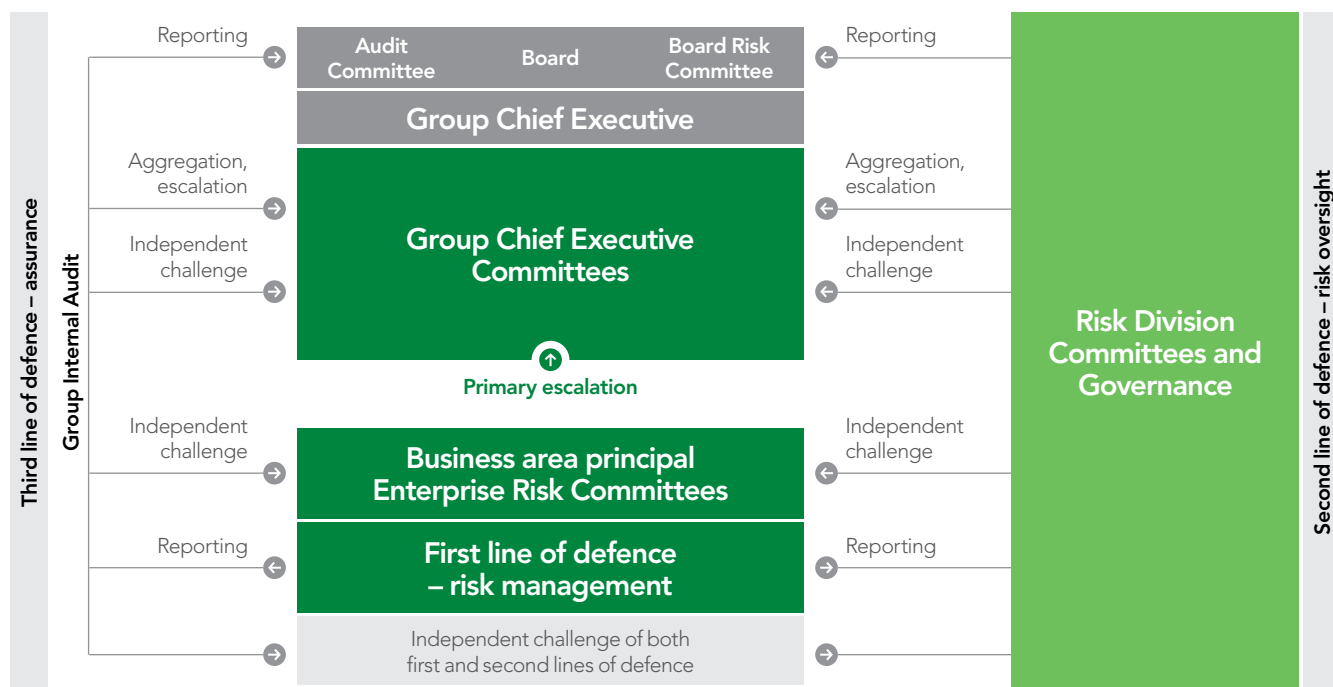 Third line of defence – assurance
Group Internal Audit
Reporting
Aggregation,
escalation
Independent
challenge
Independent
challenge
Reporting
Audit
Committee
Board
Board Risk
Committee
Group Chief Executive
Group Chief Executive
Committees
Primary escalation
Business area principal
Enterprise Risk Committees
First line of defence
– risk management
Independent challenge of both
first and second lines of defence
Reporting
Aggregation,
escalation
Independent
challenge
Independent
challenge
Reporting
Risk Division
Committees and
Governance
Second line of defence – risk oversight